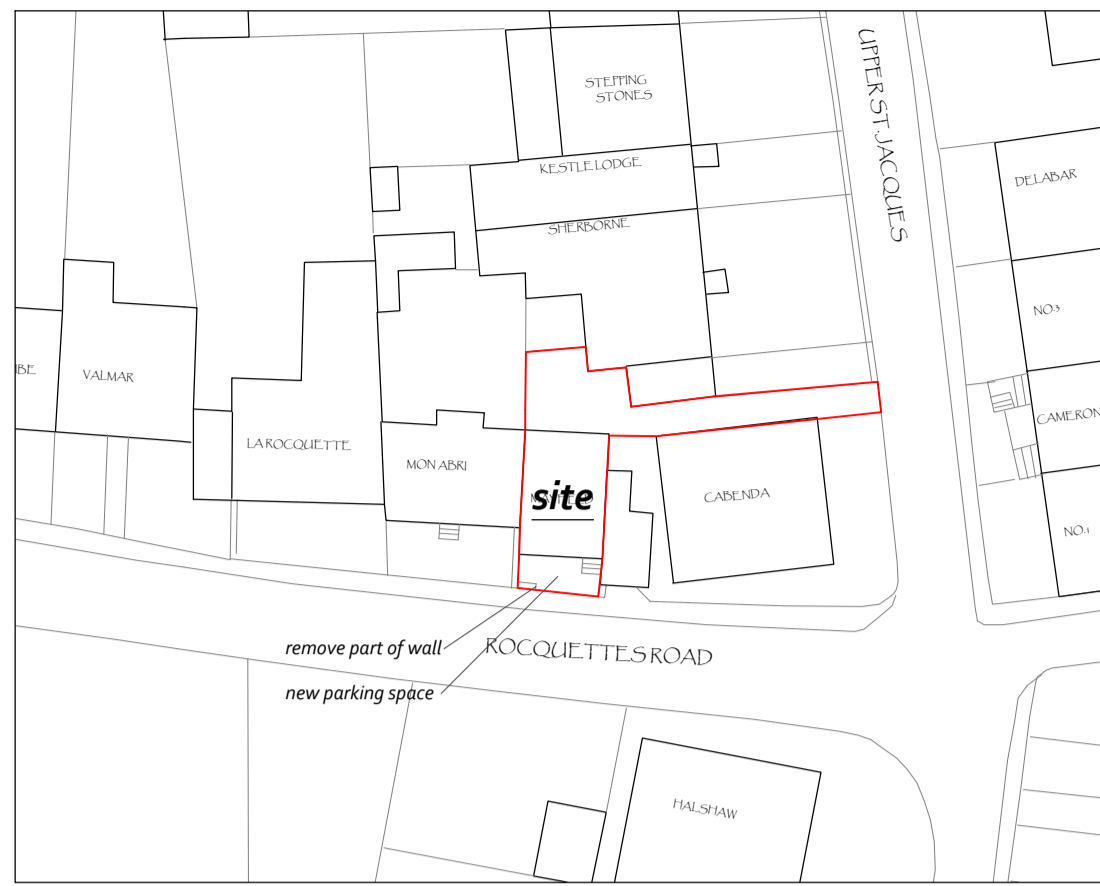 UPPER ST. JACQUES
STEPPING
STONES
KESTLE LODGE
DELABAR
SHERBORNE
NO.3
IBE
VALMAR
CAMERON
LA ROCQUETTE
MON ABRI
site
CABENDA
NO.1
remove part of wall
ROCQUETTES ROAD
new parking space
HALSHAW